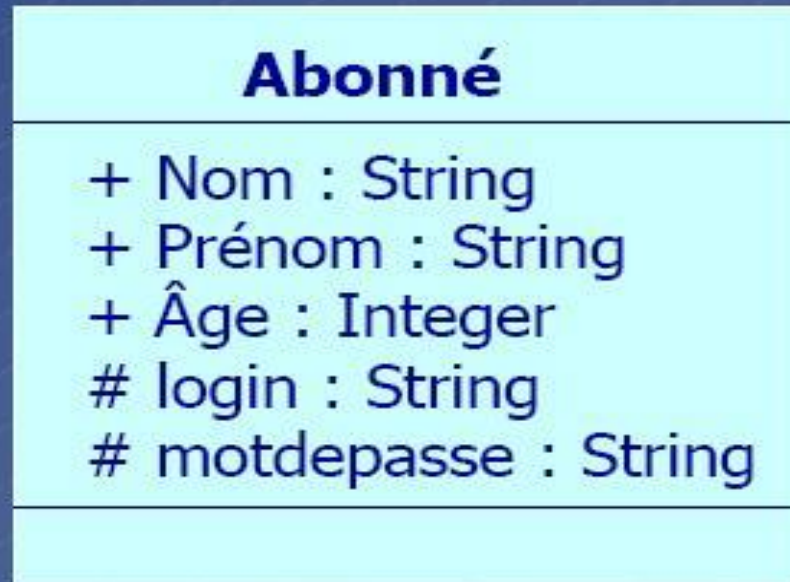 Abonné
+ Nom : String
+ Prénom : String
+ Âge : Integer
# login : String
# motdepasse : String